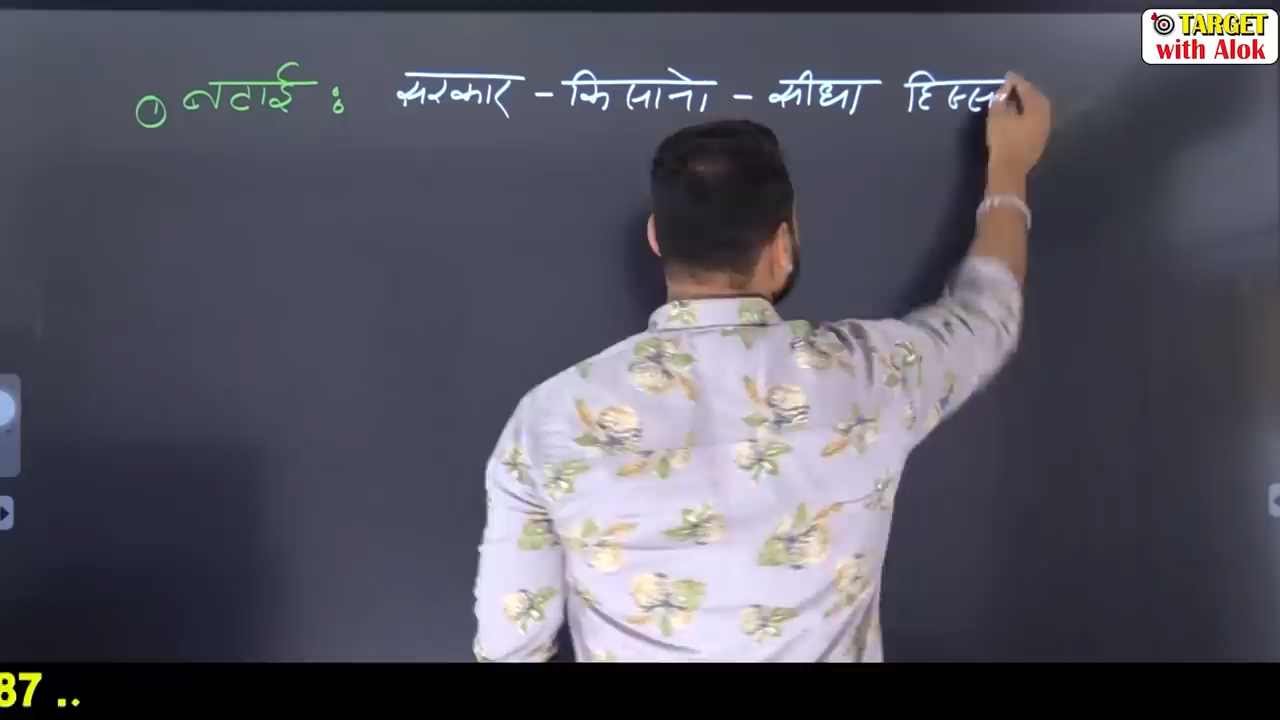 TARGET
with Alok
① बटाई : सरकार - किसानो - सीधा हिस्स
87 ..